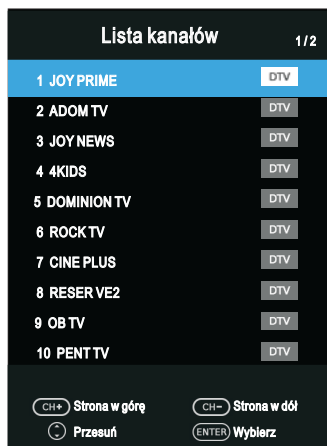 Lista kanałów 1/2
1 JOY PRIME DTV
2 ADOM TV DTV
3 JOY NEWS DTV
4 4KIDS DTV
5 DOMINION TV DTV
6 ROCK TV DTV
7 CINE PLUS DTV
8 RESER VE2 DTV
9 OB TV DTV
10 PENT TV DTV
CH+ Strona w górę CH- Strona w dół
Przesuń ENTER Wybierz